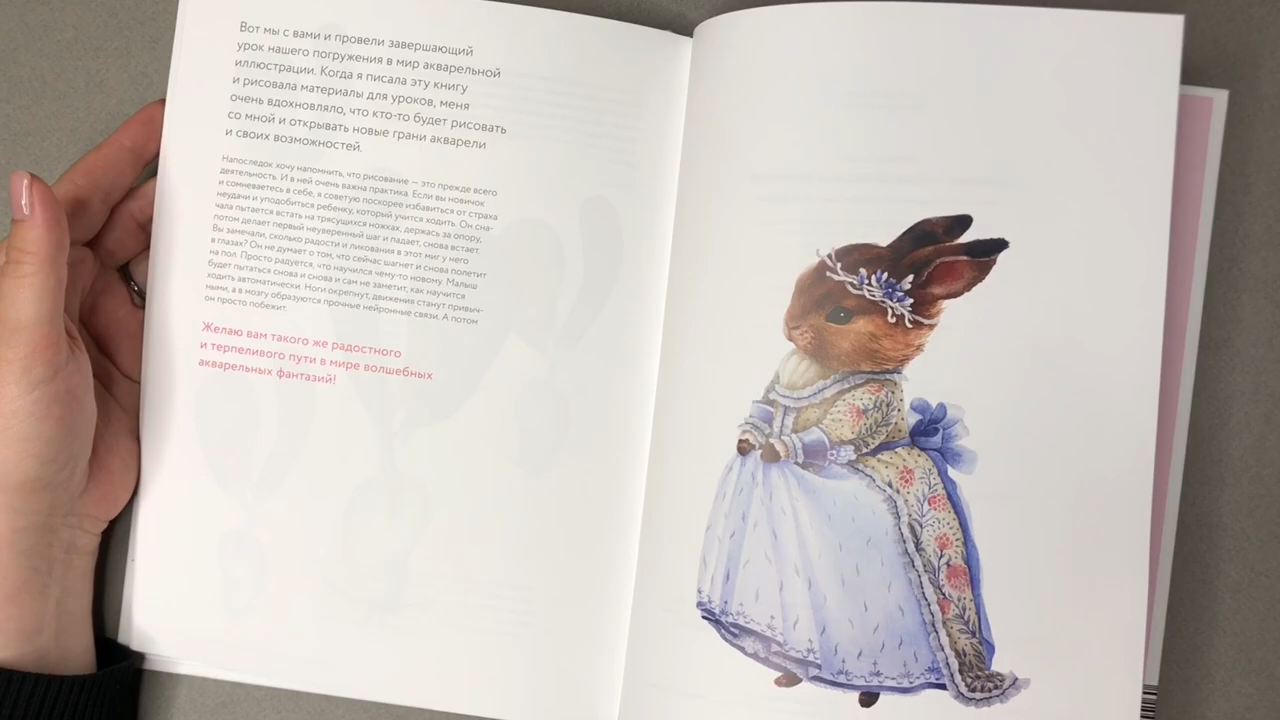 Вот мы с вами и провели завершающий
урок нашего погружения в мир акварельной
иллюстрации. Когда я писала эту книгу
и рисовала материалы для уроков, меня
очень вдохновляло, что кто-то будет рисовать
со мной и открывать новые грани акварели
и своих возможностей.
Напоследок хочу напомнить, что рисование — это прежде всего
деятельность. И в ней очень важна практика. Если вы новичок
и сомневаетесь в себе, я советую поскорее избавиться от страха
неудачи и уподобиться ребенку, который учится ходить. Он сна-
чала пытается встать на трясущихся ножках, держась за опору,
потом делает первый неуверенный шаг и падает, снова встает.
Вы замечали, сколько радости и ликования в этот миг у него
в глазах? Он не думает о том, что сейчас шагнет и снова полетит
на пол. Просто радуется, что научился чему-то новому. Малыш
будет пытаться снова и снова и сам не заметит, как научится
ходить автоматически. Ноги окрепнут, движения станут привыч-
ными, а в мозгу образуются прочные нейронные связи. А потом
он просто побежит.
Желаю вам такого же радостного
и терпеливого пути в мире волшебных
акварельных фантазий!